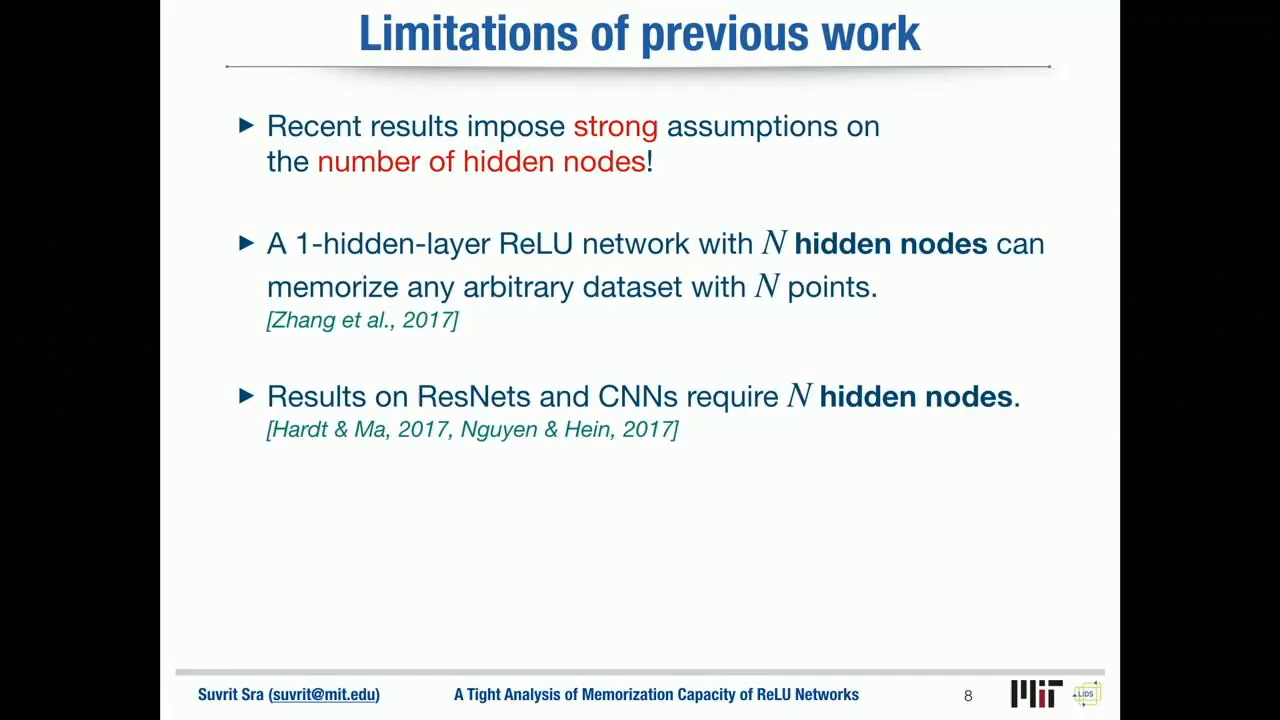 Limitations of previous work
▶ Recent results impose strong assumptions on
the number of hidden nodes!
▶ A 1-hidden-layer ReLU network with N hidden nodes can
memorize any arbitrary dataset with N points.
[Zhang et al., 2017]
▶ Results on ResNets and CNNs require N hidden nodes.
[Hardt & Ma, 2017, Nguyen & Hein, 2017]
Suvrit Sra (suvrit@mit.edu) A Tight Analysis of Memorization Capacity of ReLU Networks 8 MIT LIDS